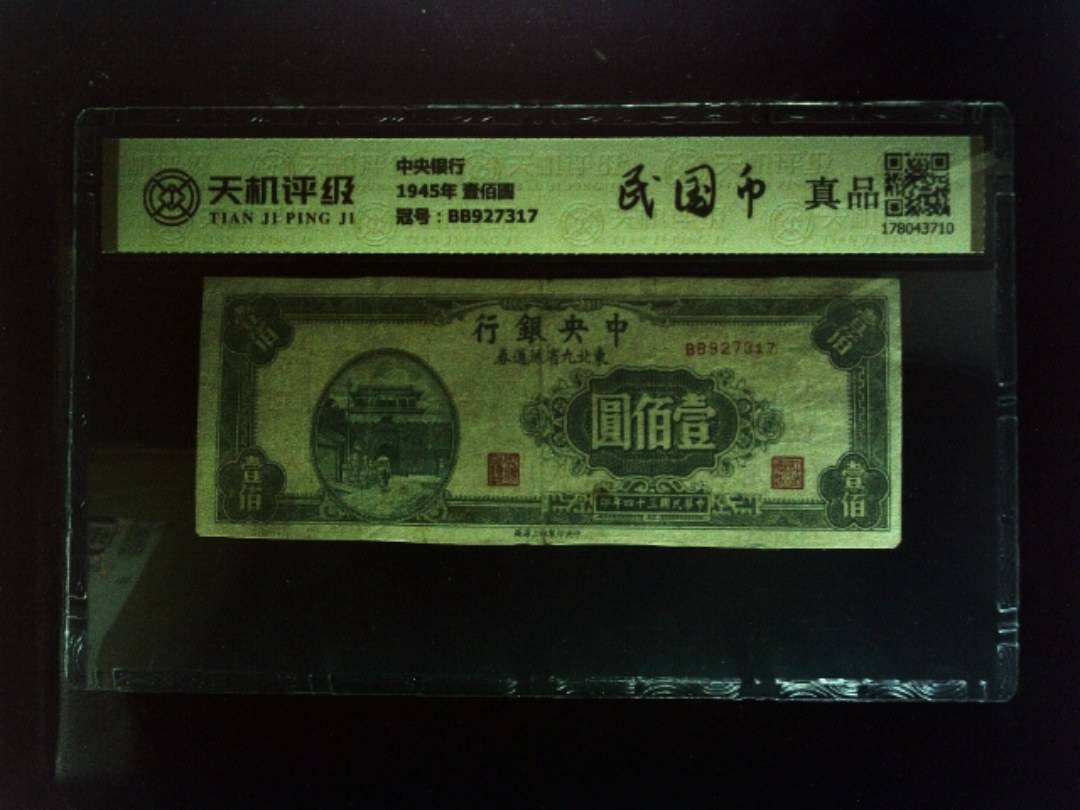 天机评级
TIAN JI PING JI
中央银行
1945年 壹佰圆
冠号：BB927317
民国币
真品
178043710
行銀央中
券通流省九北東
BB927317
圓佰壹
壹佰
壹佰
壹佰
壹佰
印年四十三國民華中